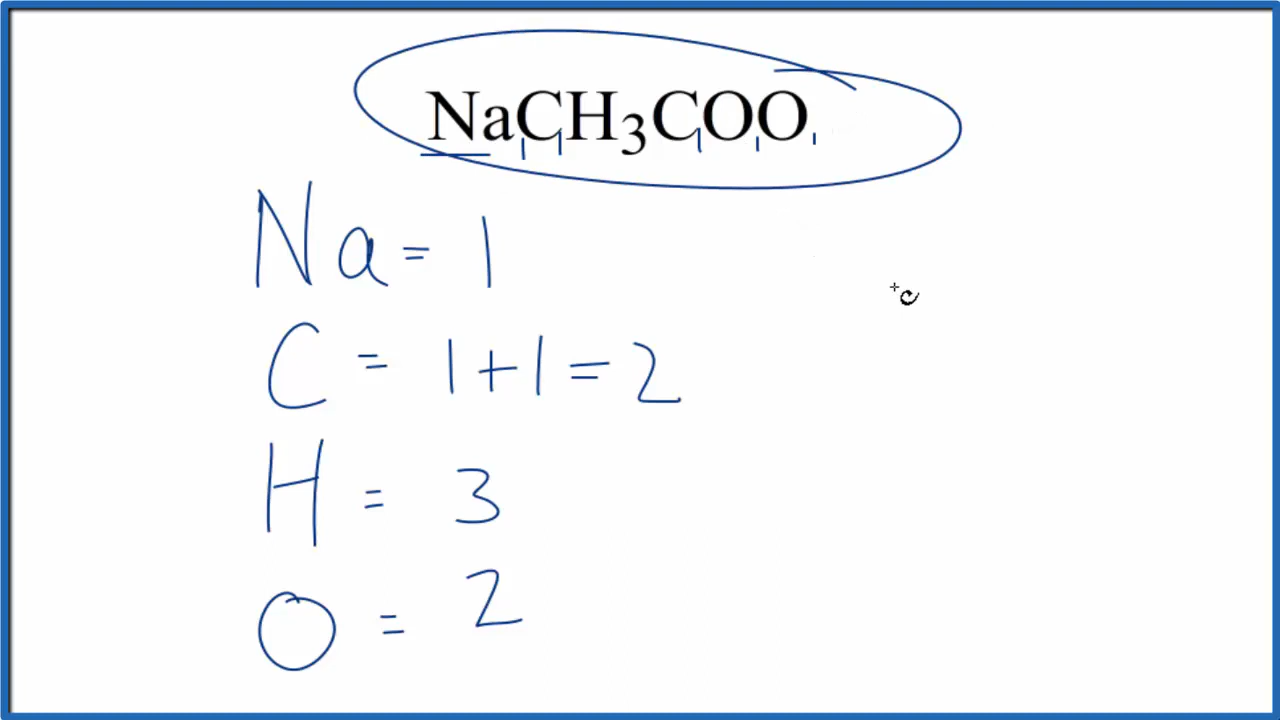 NaCH₃COO
Na = 1
C = 1 + 1 = 2
H = 3
O = 2